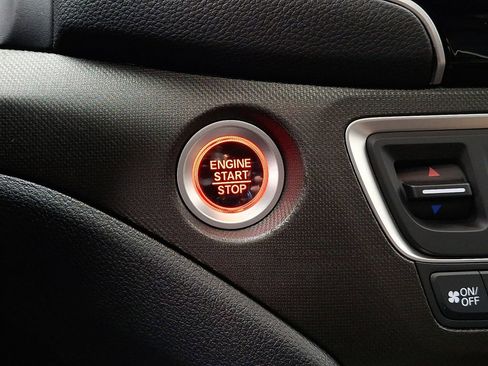 ENGINE
START
STOP
ON/
OFF